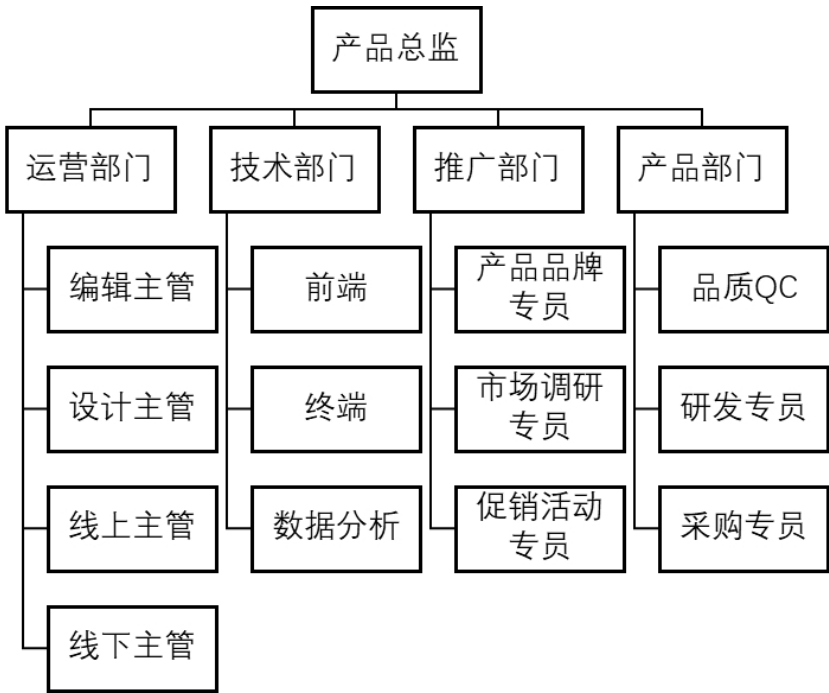 产品总监
运营部门
技术部门
推广部门
产品部门
编辑主管
前端
产品品牌
专员
品质QC
设计主管
终端
市场调研
专员
研发专员
线上主管
数据分析
促销活动
专员
采购专员
线下主管